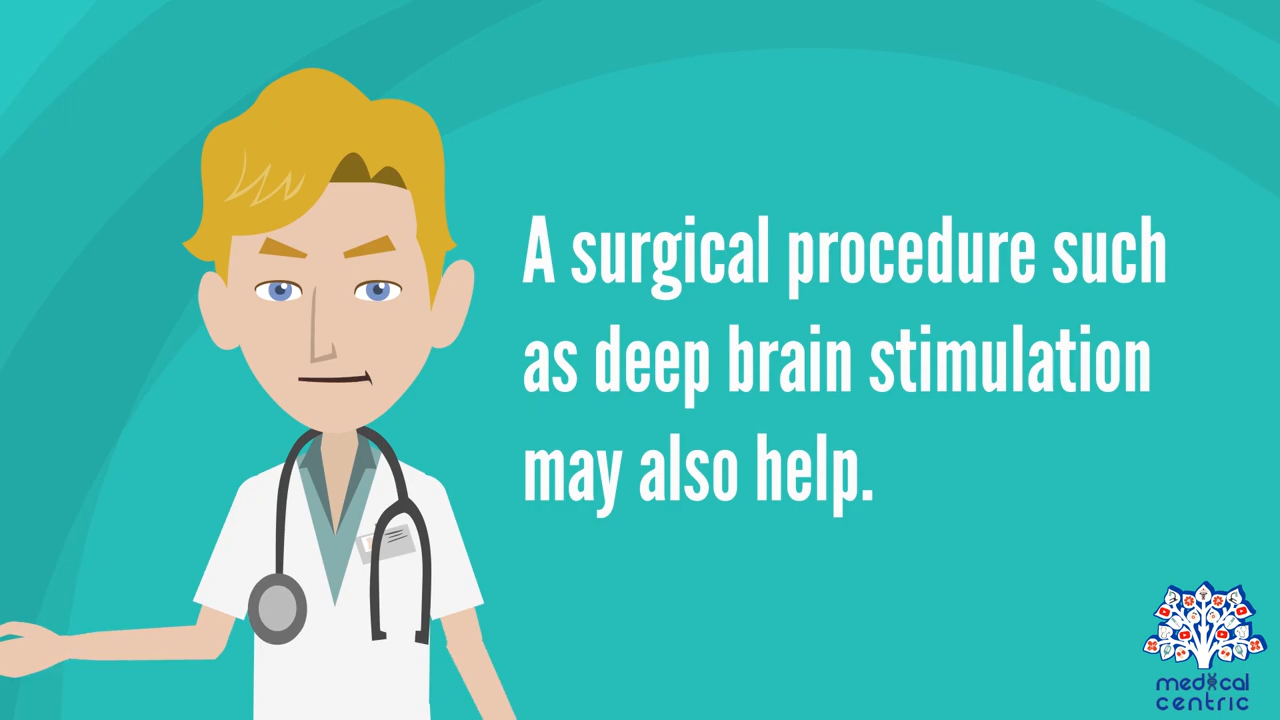 A surgical procedure such
as deep brain stimulation
may also help.
medical
centric